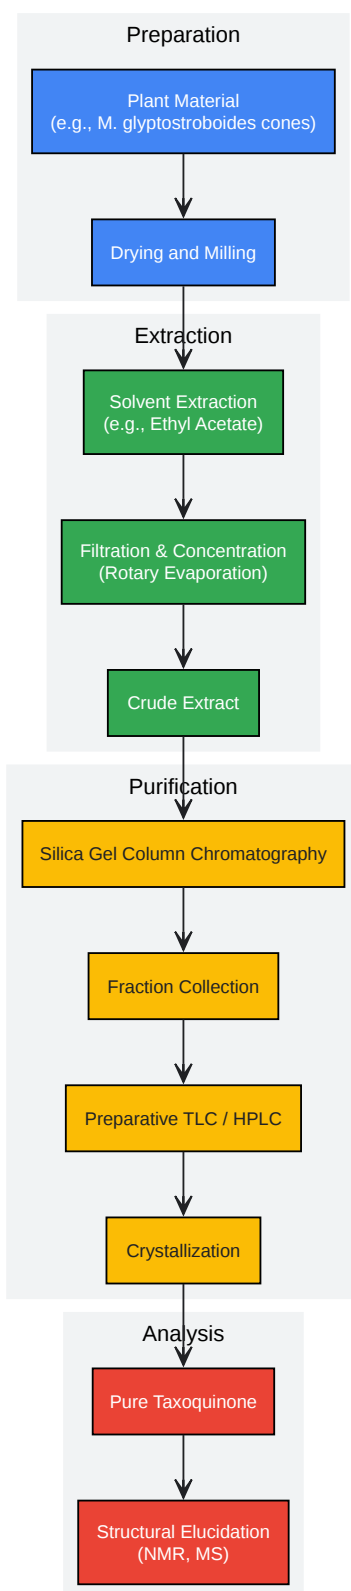 Preparation
Plant Material
(e.g., M. glyptostroboides cones)
Drying and Milling
Extraction
Solvent Extraction
(e.g., Ethyl Acetate)
Filtration & Concentration
(Rotary Evaporation)
Crude Extract
Purification
Silica Gel Column Chromatography
Fraction Collection
Preparative TLC / HPLC
Crystallization
Analysis
Pure Taxoquinone
Structural Elucidation
(NMR, MS)